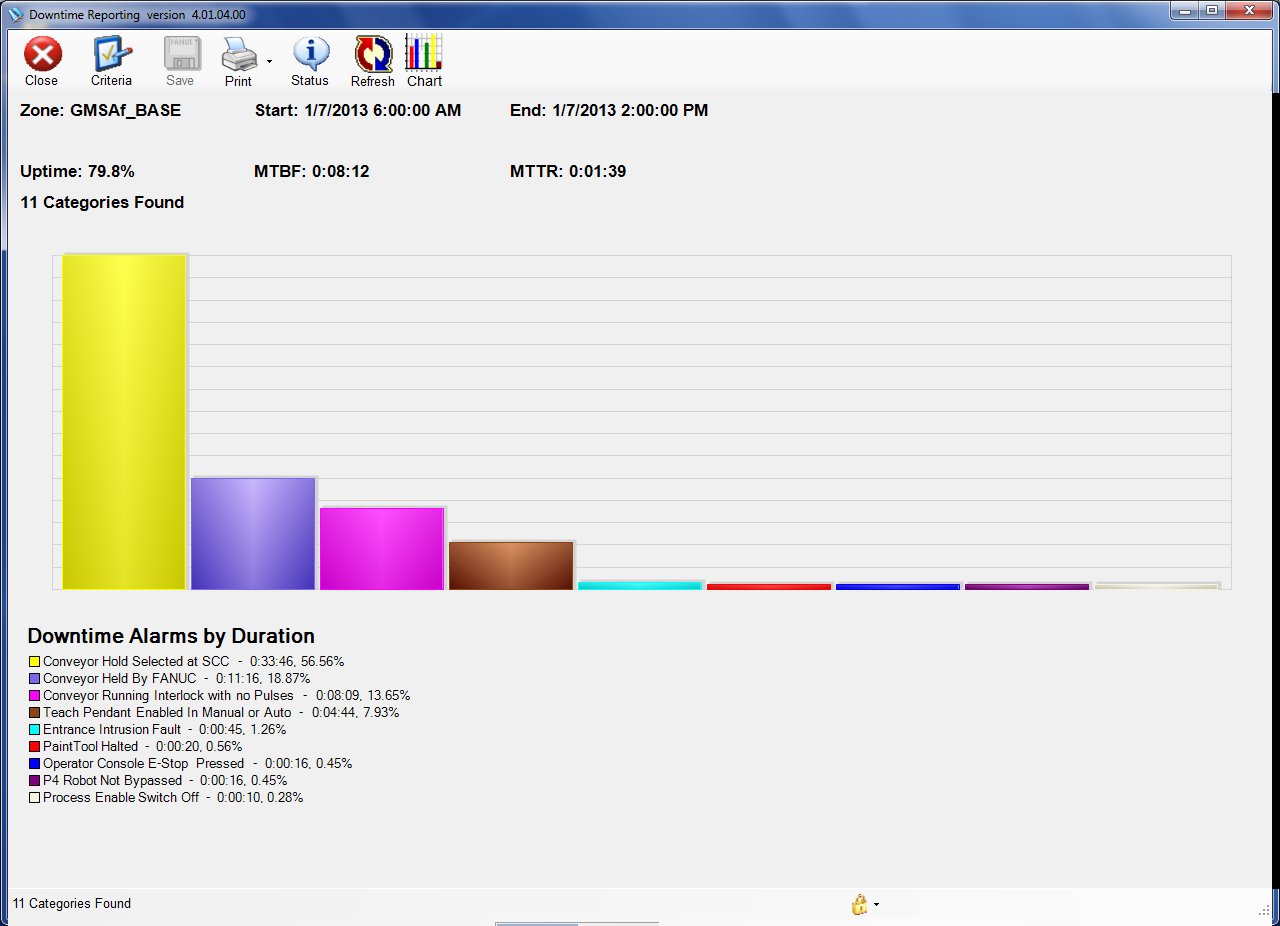 Downtime Reporting version 4.01.04.00
Close Criteria Save Print Status Refresh Chart
FANUC
Zone: GMSAf_BASE Start: 1/7/2013 6:00:00 AM End: 1/7/2013 2:00:00 PM
Uptime: 79.8% MTBF: 0:08:12 MTTR: 0:01:39
11 Categories Found
Downtime Alarms by Duration
Conveyor Hold Selected at SCC - 0:33:46, 56.56%
Conveyor Held By FANUC - 0:11:16, 18.87%
Conveyor Running Interlock with no Pulses - 0:08:09, 13.65%
Teach Pendant Enabled In Manual or Auto - 0:04:44, 7.93%
Entrance Intrusion Fault - 0:00:45, 1.26%
PaintTool Halted - 0:00:20, 0.56%
Operator Console E-Stop Pressed - 0:00:16, 0.45%
P4 Robot Not Bypassed - 0:00:16, 0.45%
Process Enable Switch Off - 0:00:10, 0.28%
11 Categories Found